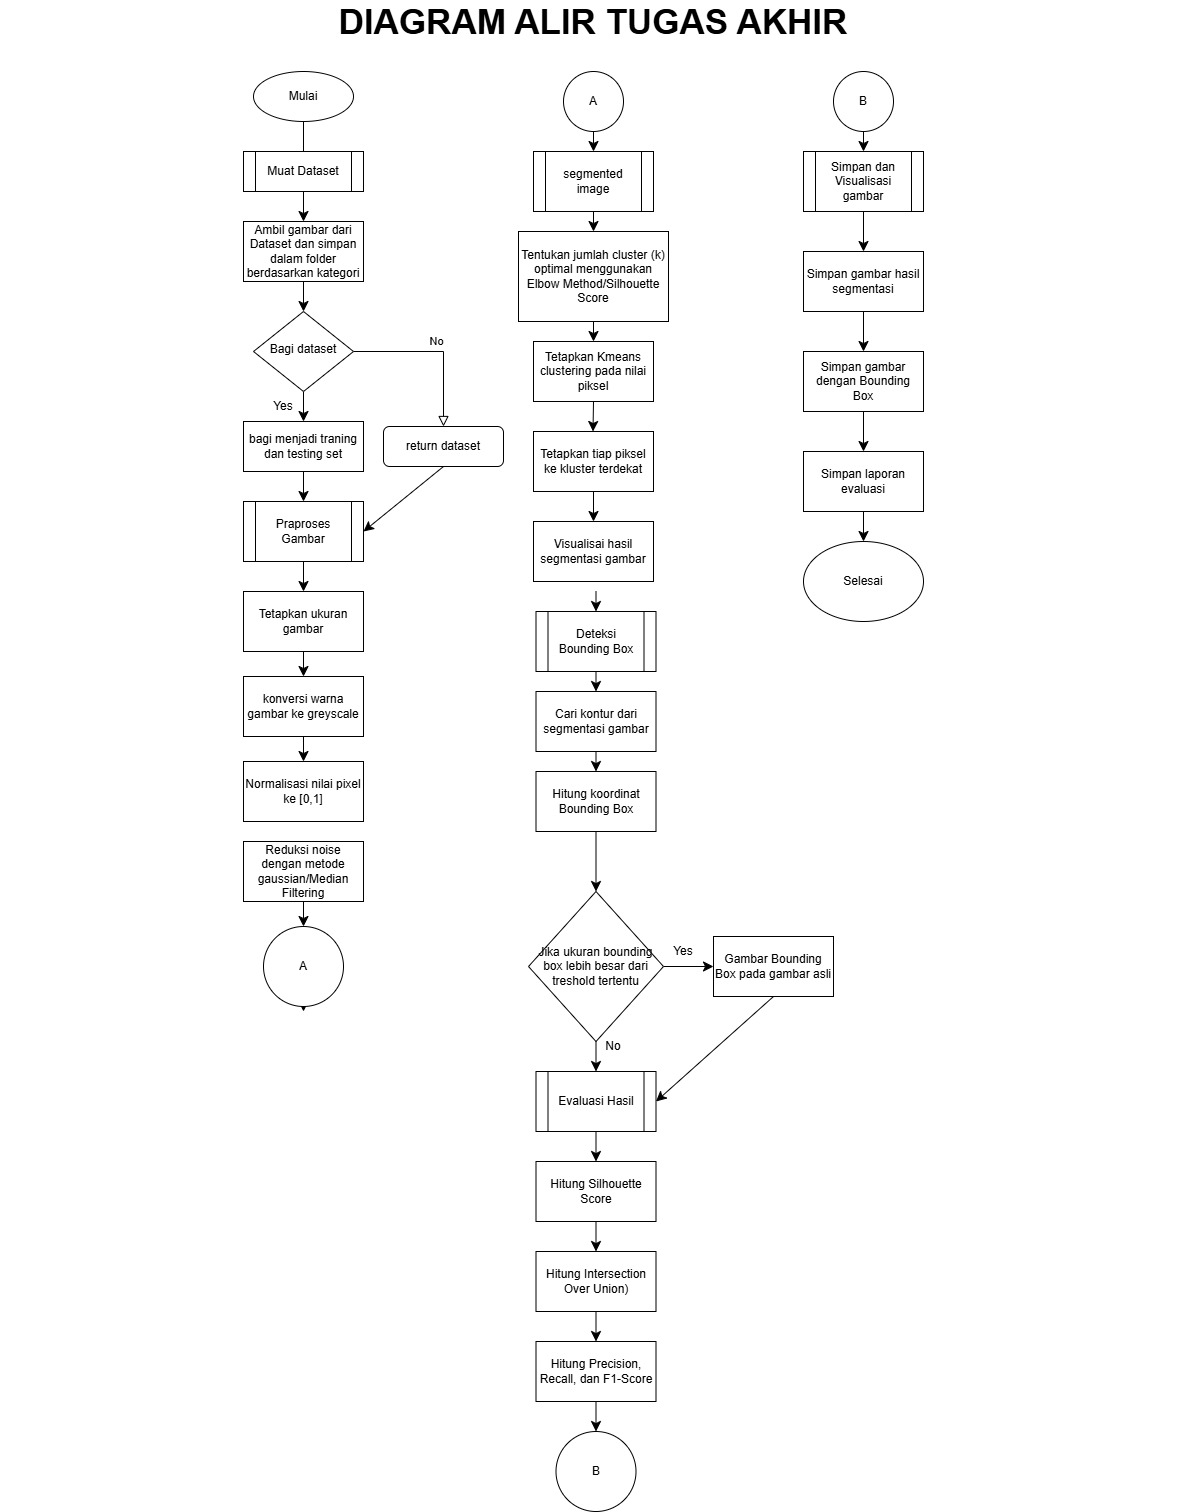 DIAGRAM ALIR TUGAS AKHIR
Mulai
Muat Dataset
Ambil gambar dari
Dataset dan simpan
dalam folder
berdasarkan kategori
Bagi dataset
No
Yes
bagi menjadi traning
dan testing set
return dataset
Praproses
Gambar
Tetapkan ukuran
gambar
konversi warna
gambar ke greyscale
Normalisasi nilai pixel
ke [0,1]
Reduksi noise
dengan metode
gaussian/Median
Filtering
A
A
segmented
image
Tentukan jumlah cluster (k)
optimal menggunakan
Elbow Method/Silhouette
Score
Tetapkan Kmeans
clustering pada nilai
piksel
Tetapkan tiap piksel
ke kluster terdekat
Visualisai hasil
segmentasi gambar
Deteksi
Bounding Box
Cari kontur dari
segmentasi gambar
Hitung koordinat
Bounding Box
Jika ukuran bounding
box lebih besar dari
treshold tertentu
Yes
Gambar Bounding
Box pada gambar asli
No
Evaluasi Hasil
Hitung Silhouette
Score
Hitung Intersection
Over Union)
Hitung Precision,
Recall, dan F1-Score
B
B
Simpan dan
Visualisasi
gambar
Simpan gambar hasil
segmentasi
Simpan gambar
dengan Bounding
Box
Simpan laporan
evaluasi
Selesai